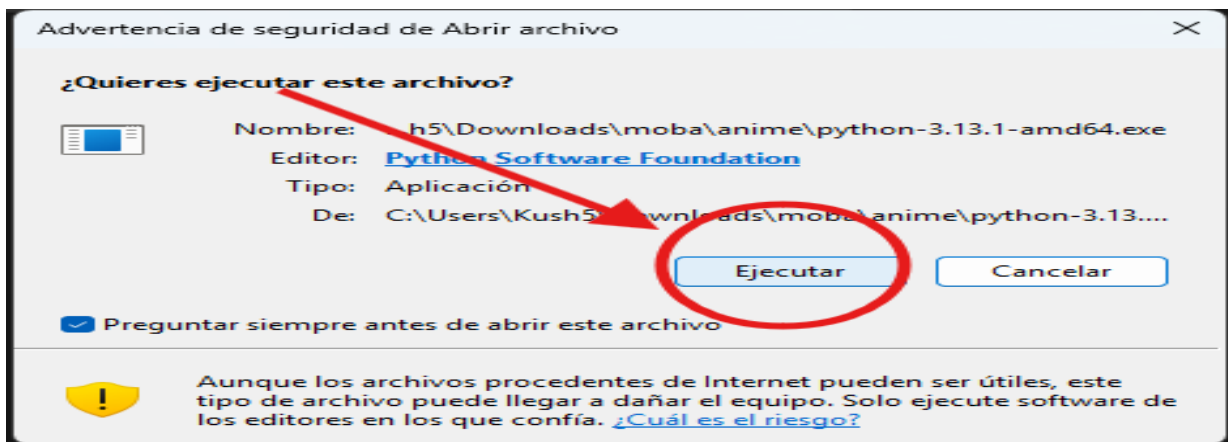 Advertencia de seguridad de Abrir archivo
¿Quieres ejecutar este archivo?
Nombre: h5\Downloads\moba\anime\python-3.13.1-amd64.exe
Editor: Python Software Foundation
Tipo: Aplicación
De: C:\Users\Kush5\Downloads\moba\anime\python-3.13....
Ejecutar Cancelar
Preguntar siempre antes de abrir este archivo
Aunque los archivos procedentes de Internet pueden ser útiles, este
tipo de archivo puede llegar a dañar el equipo. Solo ejecute software de
los editores en los que confía. ¿Cuál es el riesgo?